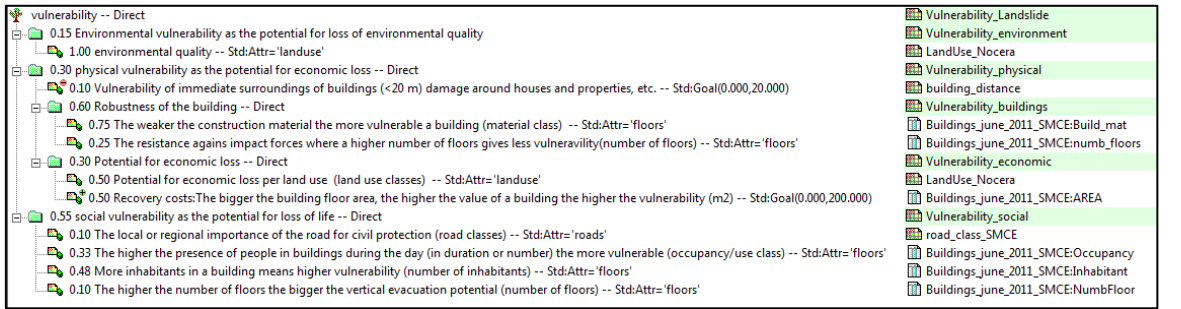 vulnerability -- Direct Vulnerability_Landslide
0.15 Environmental vulnerability as the potential for loss of environmental quality Vulnerability_environment
1.00 environmental quality -- Std:Attr='landuse' LandUse_Nocera
0.30 physical vulnerability as the potential for economic loss -- Direct Vulnerability_physical
0.10 Vulnerability of immediate surroundings of buildings (<20 m) damage around houses and properties, etc. -- Std:Goal(0.000,20.000) building_distance
0.60 Robustness of the building -- Direct Vulnerability_buildings
0.75 The weaker the construction material the more vulnerable a building (material class) -- Std:Attr='floors' Buildings_june_2011_SMCE:Build_mat
0.25 The resistance agains impact forces where a higher number of floors gives less vulneravility(number of floors) -- Std:Attr='floors' Buildings_june_2011_SMCE:numb_floors
0.30 Potential for economic loss -- Direct Vulnerability_economic
0.50 Potential for economic loss per land use (land use classes) -- Std:Attr='landuse' LandUse_Nocera
0.50 Recovery costs:The bigger the building floor area, the higher the value of a building the higher the vulnerability (m2) -- Std:Goal(0.000,200.000) Buildings_june_2011_SMCE:AREA
0.55 social vulnerability as the potential for loss of life -- Direct Vulnerability_social
0.10 The local or regional importance of the road for civil protection (road classes) -- Std:Attr='roads' road_class_SMCE
0.33 The higher the presence of people in buildings during the day (in duration or number) the more vulnerable (occupancy/use class) -- Std:Attr='floors' Buildings_june_2011_SMCE:Occupancy
0.48 More inhabitants in a building means higher vulnerability (number of inhabitants) -- Std:Attr='floors' Buildings_june_2011_SMCE:Inhabitant
0.10 The higher the number of floors the bigger the vertical evacuation potential (number of floors) -- Std:Attr='floors' Buildings_june_2011_SMCE:NumbFloor